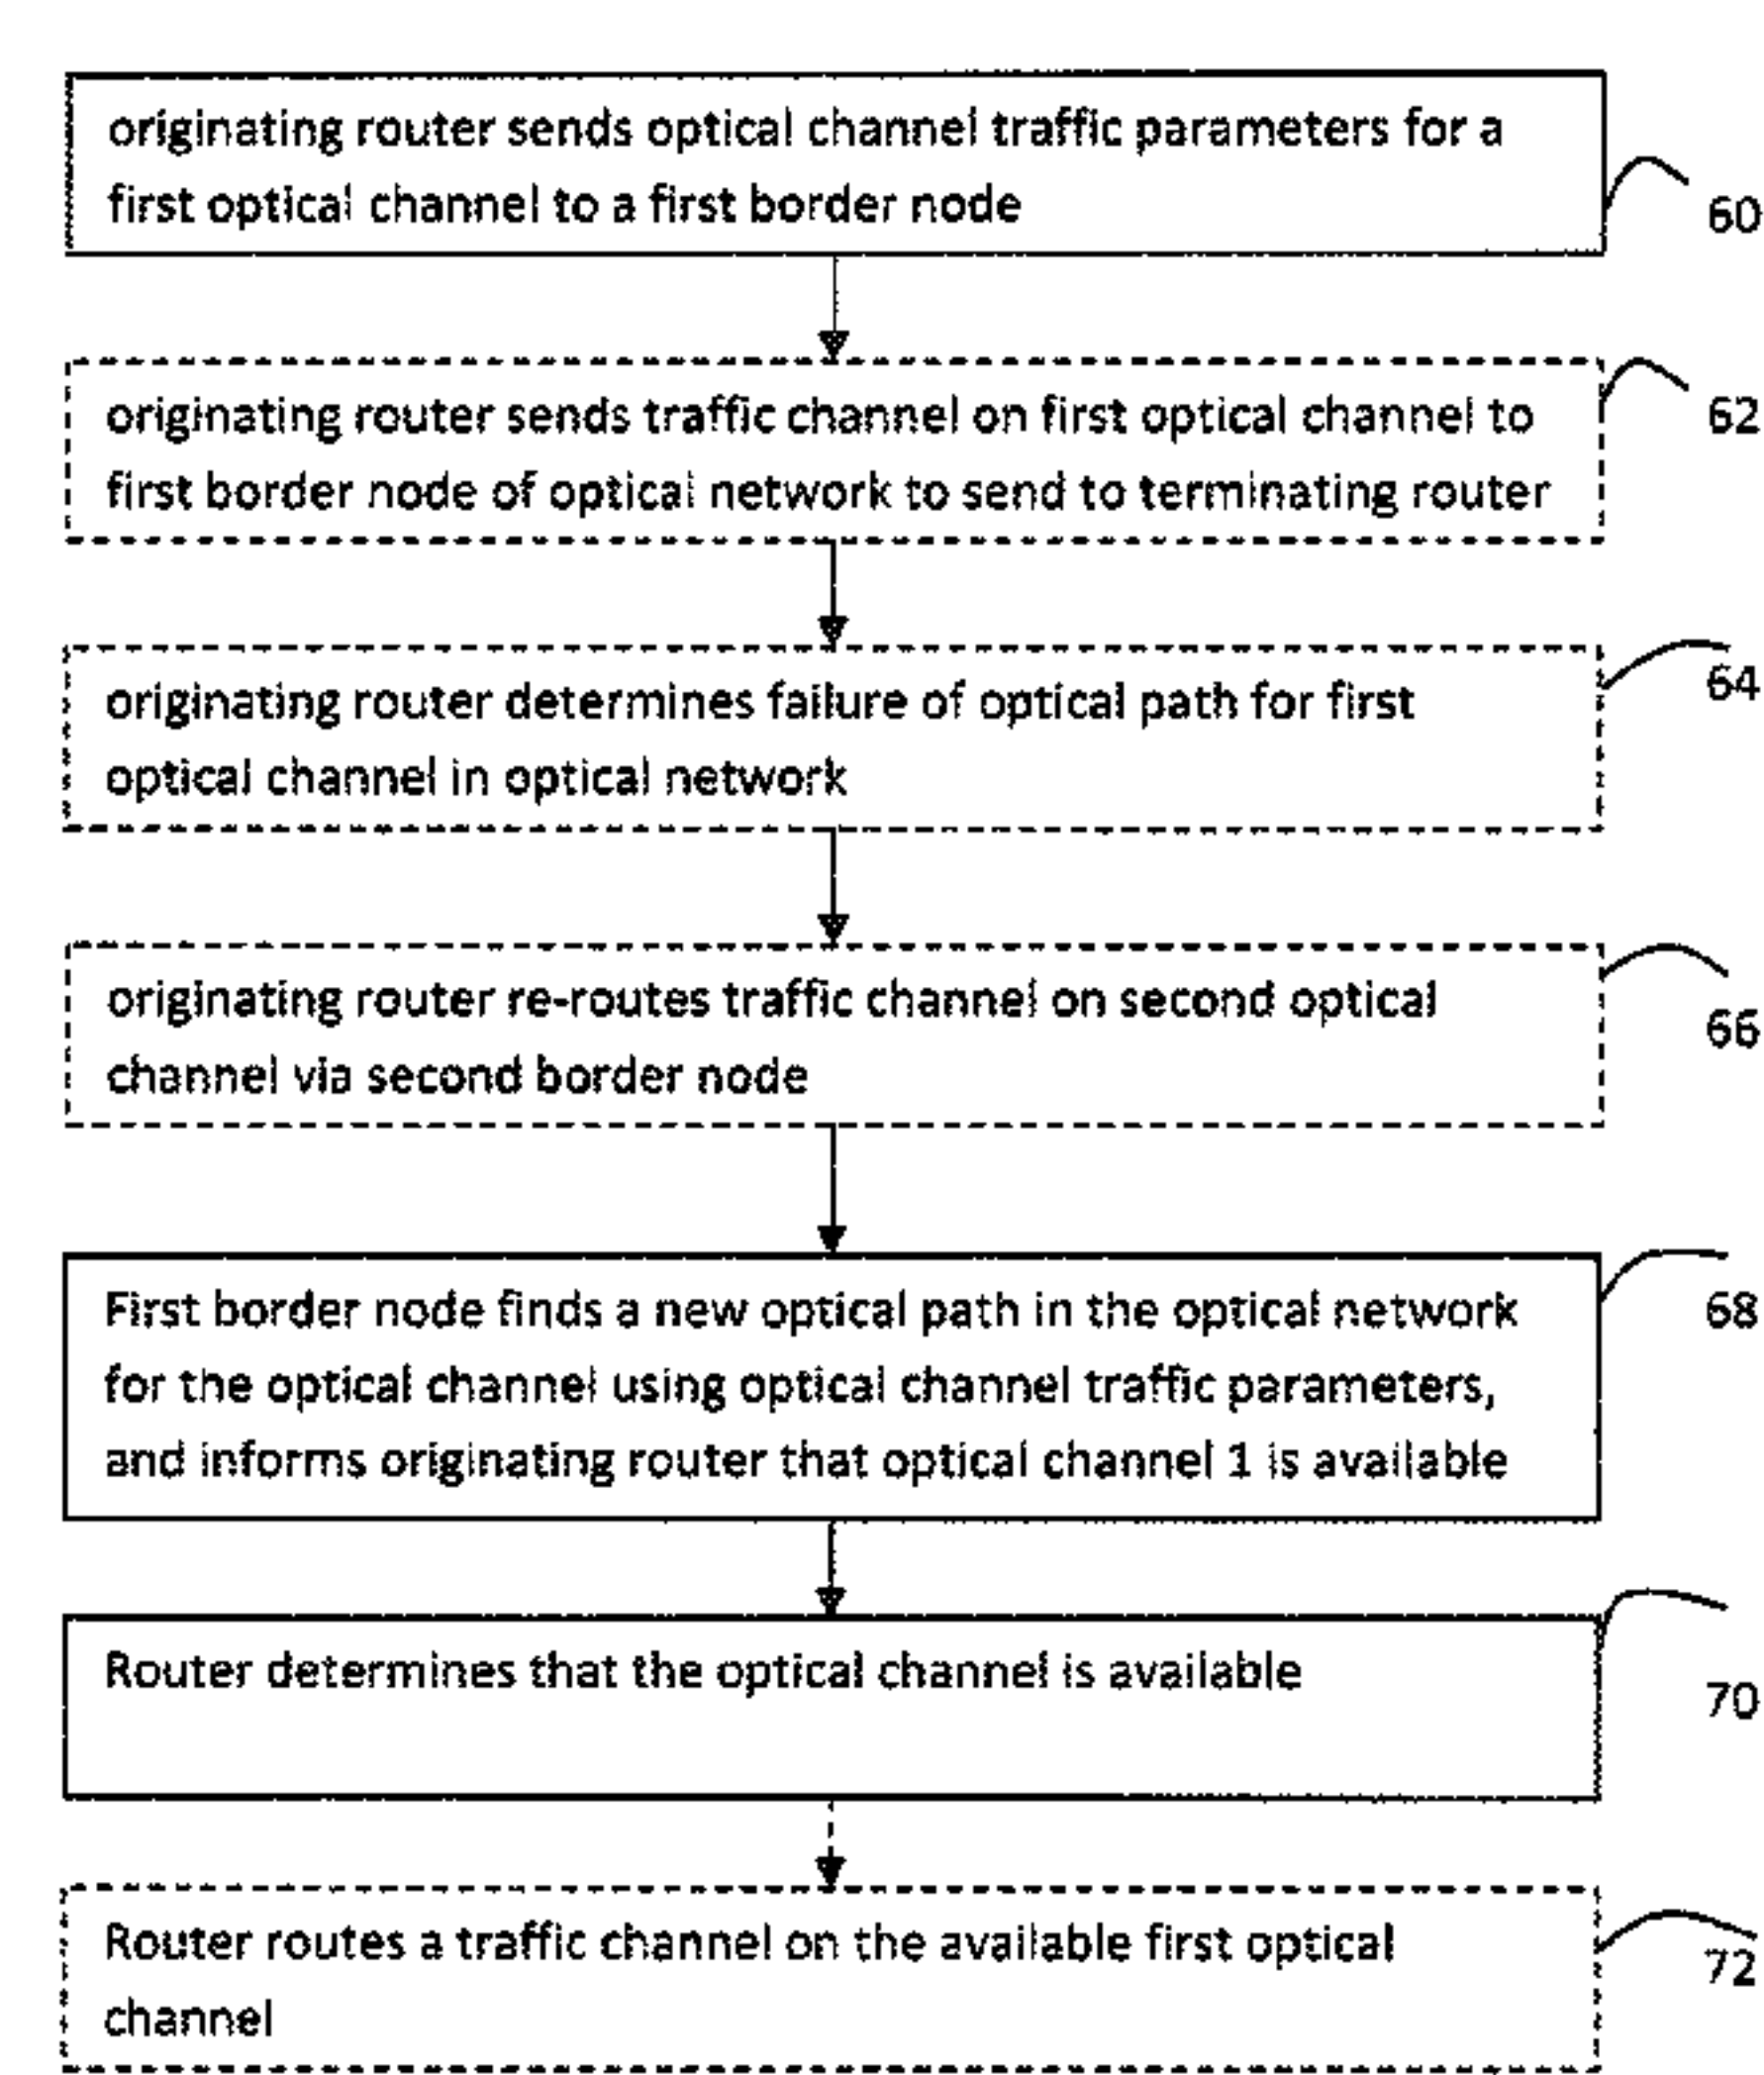 originating router sends optical channel traffic parameters for a
first optical channel to a first border node
60
originating router sends traffic channel on first optical channel to
first border node of optical network to send to terminating router
62
originating router determines failure of optical path for first
optical channel in optical network
64
originating router re-routes traffic channel on second optical
channel via second border node
66
First border node finds a new optical path in the optical network
for the optical channel using optical channel traffic parameters,
and informs originating router that optical channel 1 is available
68
Router determines that the optical channel is available
70
Router routes a traffic channel on the available first optical
channel
72